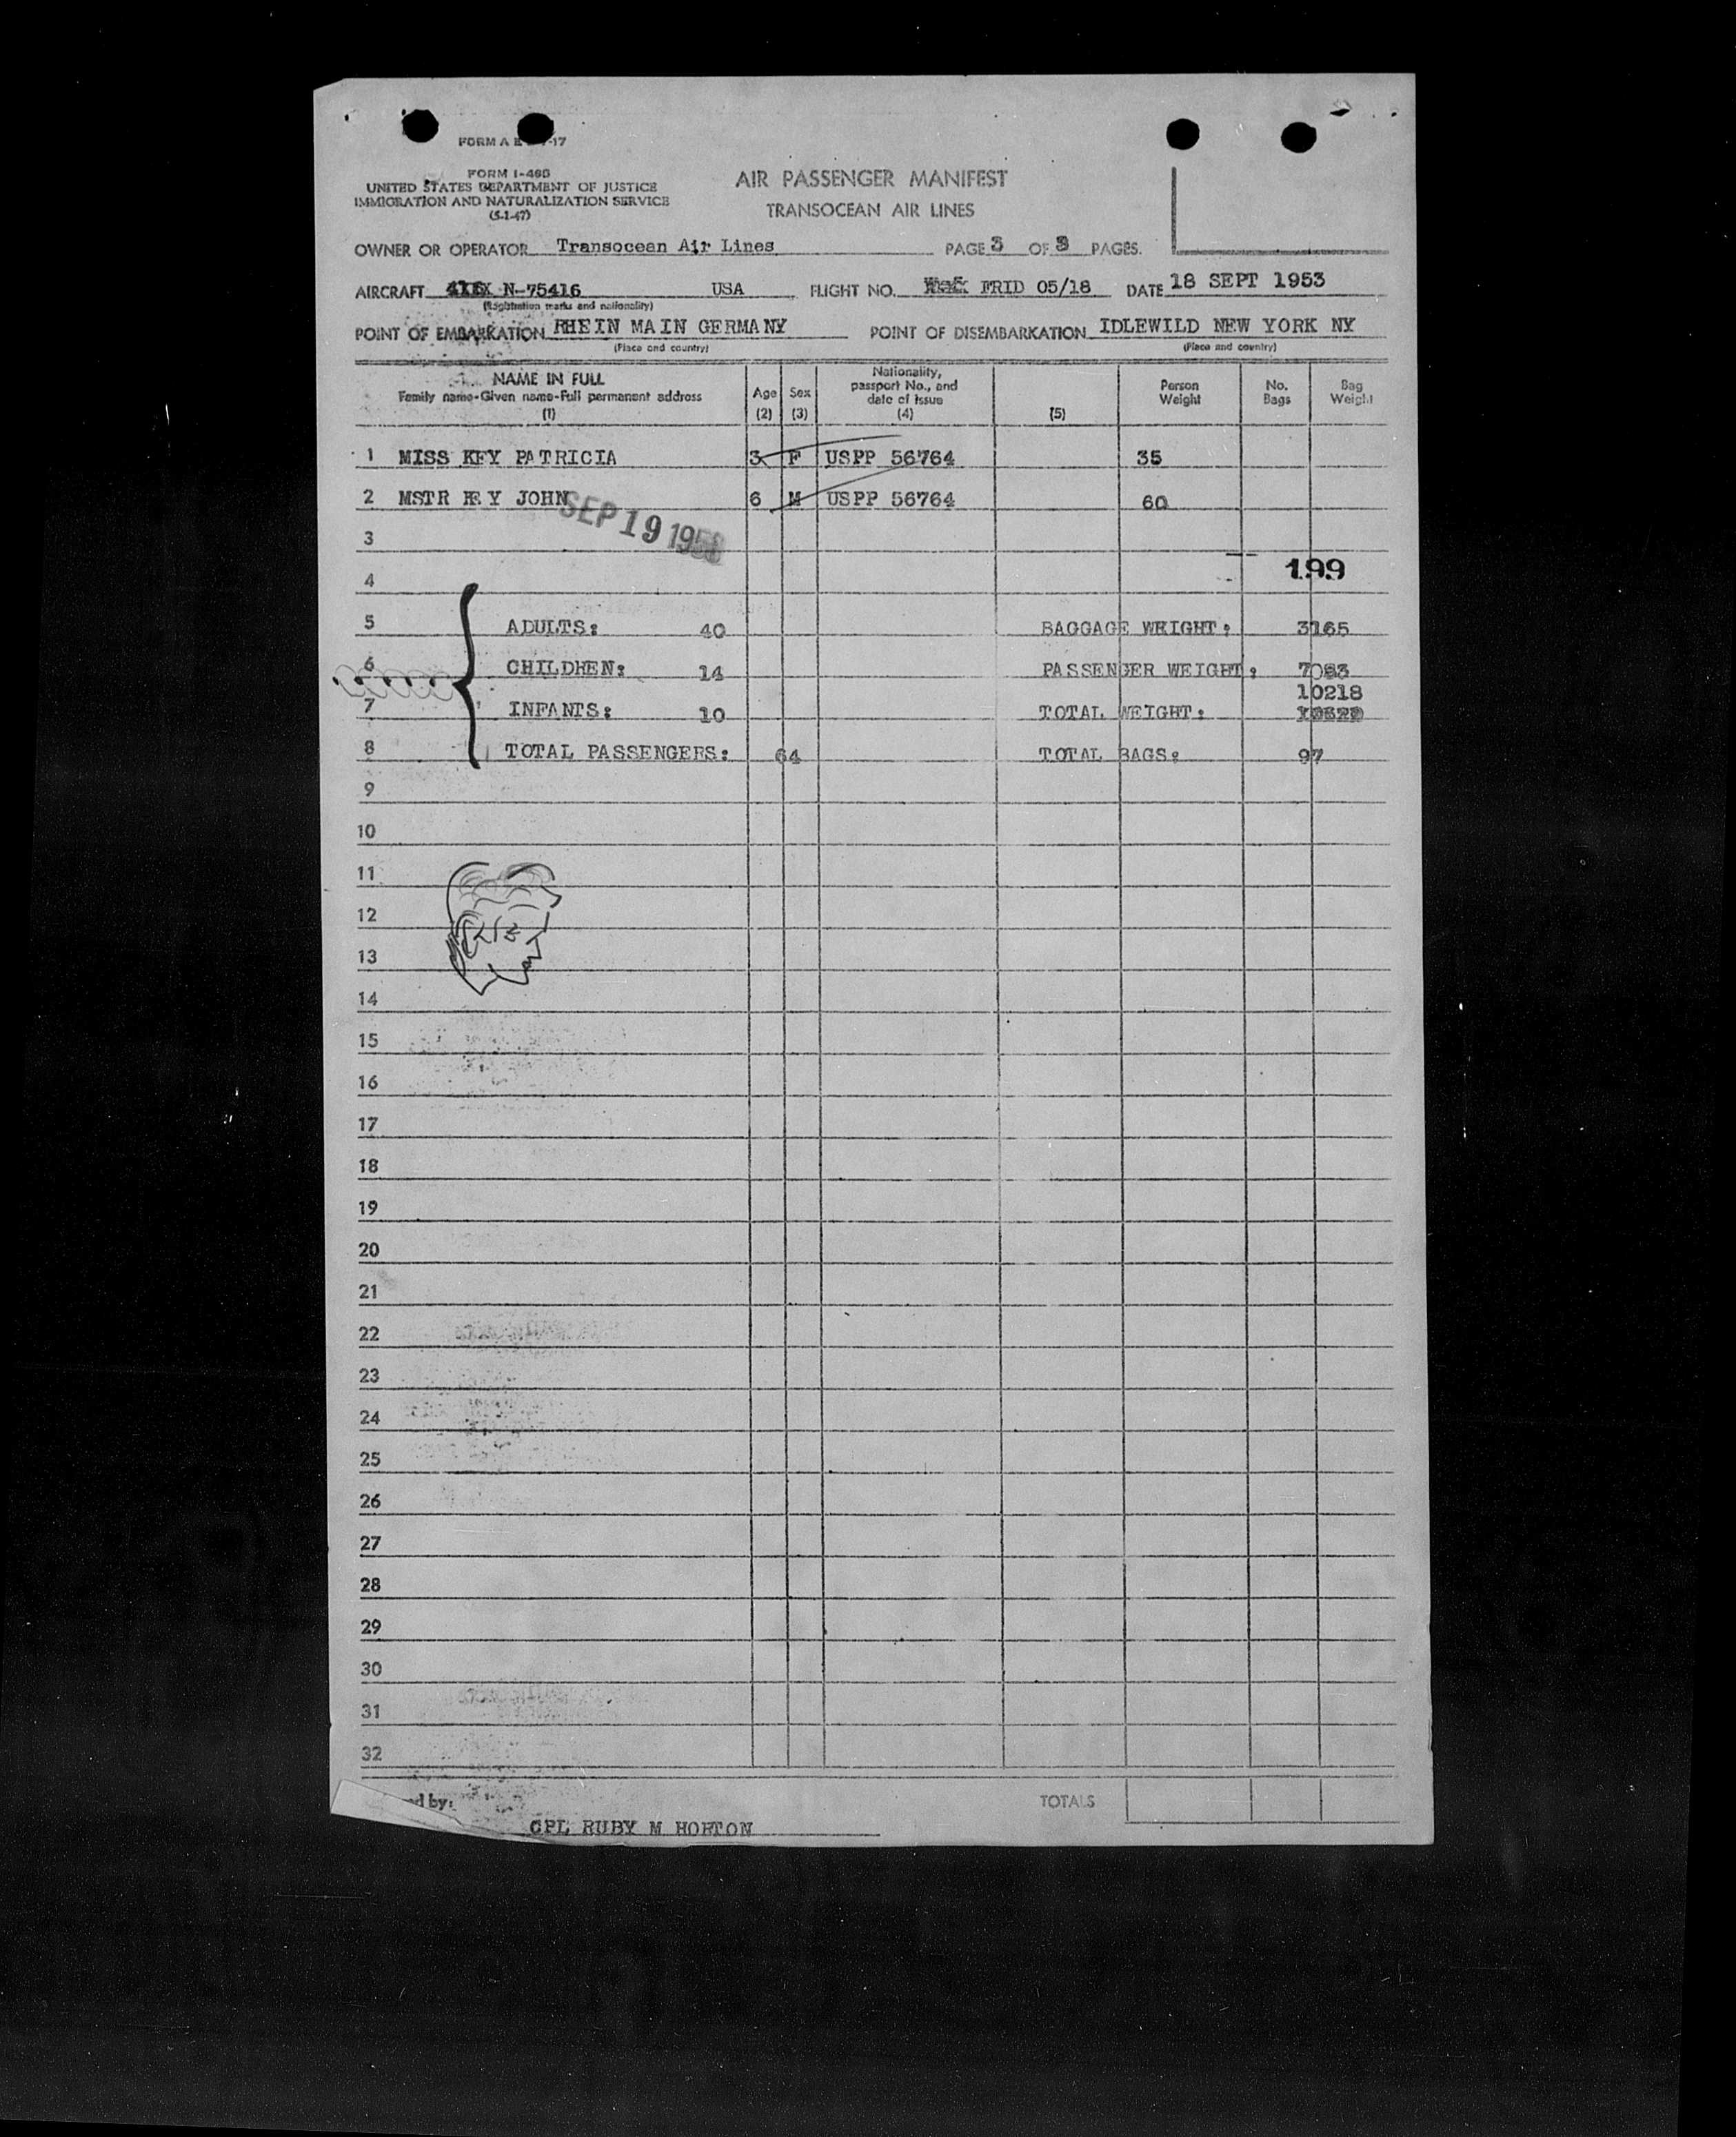 FORM A E -17
FORM I-466
UNITED STATES DEPARTMENT OF JUSTICE
IMMIGRATION AND NATURALIZATION SERVICE
(5-1-47)
AIR PASSENGER MANIFEST
TRANSOCEAN AIR LINES
OWNER OR OPERATOR Transocean Air Lines PAGE 3 OF 3 PAGES.
AIRCRAFT N-75416 USA FLIGHT NO. FRID 05/18 DATE 18 SEPT 1953
(Registration marks and nationality)
POINT OF EMBARKATION RHEIN MAIN GERMANY POINT OF DISEMBARKATION IDLEWILD NEW YORK NY
(Place and country) (Place and country)
NAME IN FULL
Family name-Given name-Full permanent address
(1)
Age
(2)
Sex
(3)
Nationality,
passport No., and
date of issue
(4)
(5)
Person
Weight
No.
Bags
Bag
Weight
1 MISS KEY PATRICIA 3 F USPP 56764 35
2 MSTR KEY JOHN 6 M USPP 56764 60
SEP 19 1953
3
4 199
5 ADULTS: 40 BAGGAGE WEIGHT: 3165
6 CHILDREN: 14 PASSENGER WEIGHT: 7083
10218
7 INFANTS: 10 TOTAL WEIGHT:
8 TOTAL PASSENGERS: 64 TOTAL BAGS: 97
9
10
11
12
13
14
15
16
17
18
19
20
21
22
23
24
25
26
27
28
29
30
31
32
by: TOTALS
CPL RUBY M HORTON